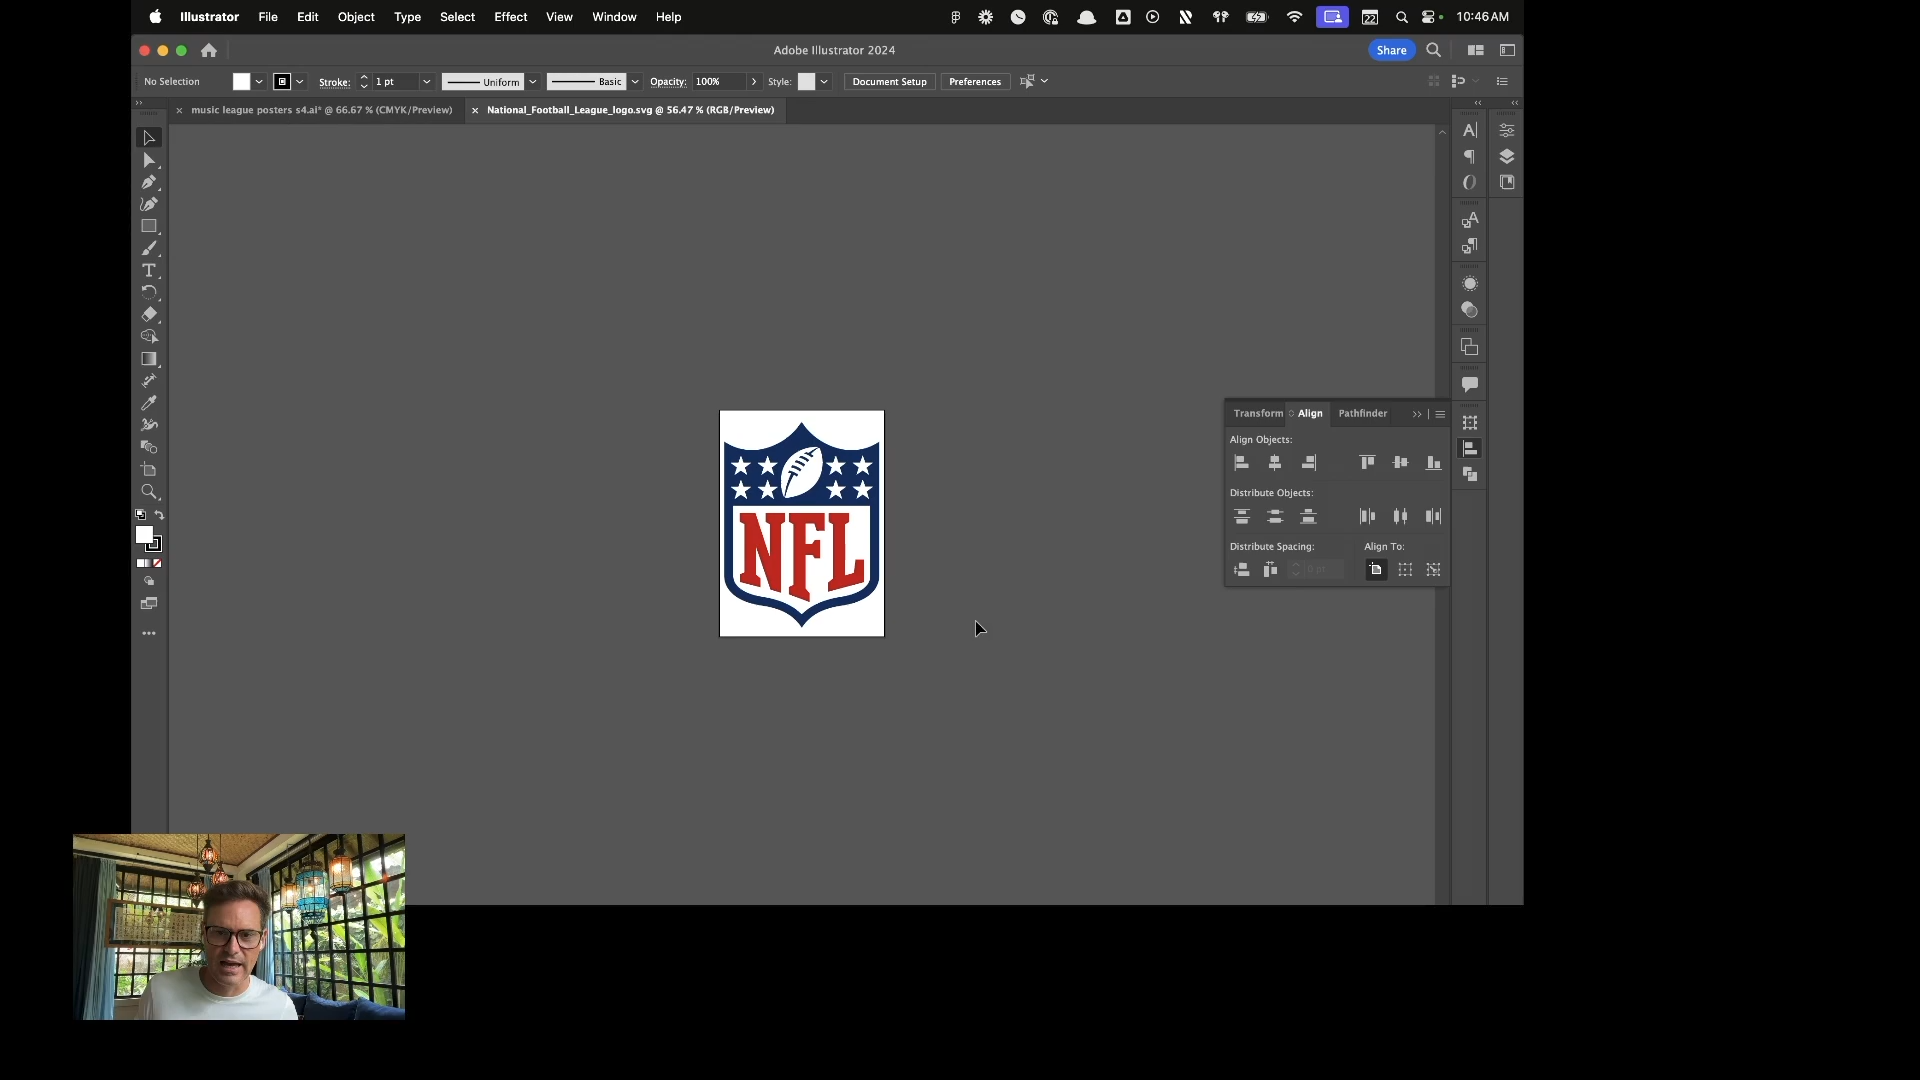 Illustrator File Edit Object Type Select Effect View Window Help 22 10:46 AM
Adobe Illustrator 2024 Share
No Selection Stroke: 1 pt Uniform Basic Opacity: 100% Style: Document Setup Preferences
music league posters s4.ai* @ 66.67 % (CMYK/Preview) National_Football_League_logo.svg @ 56.47 % (RGB/Preview)
NFL
Transform Align Pathfinder
Align Objects:
Distribute Objects:
Distribute Spacing: Align To:
0 pt